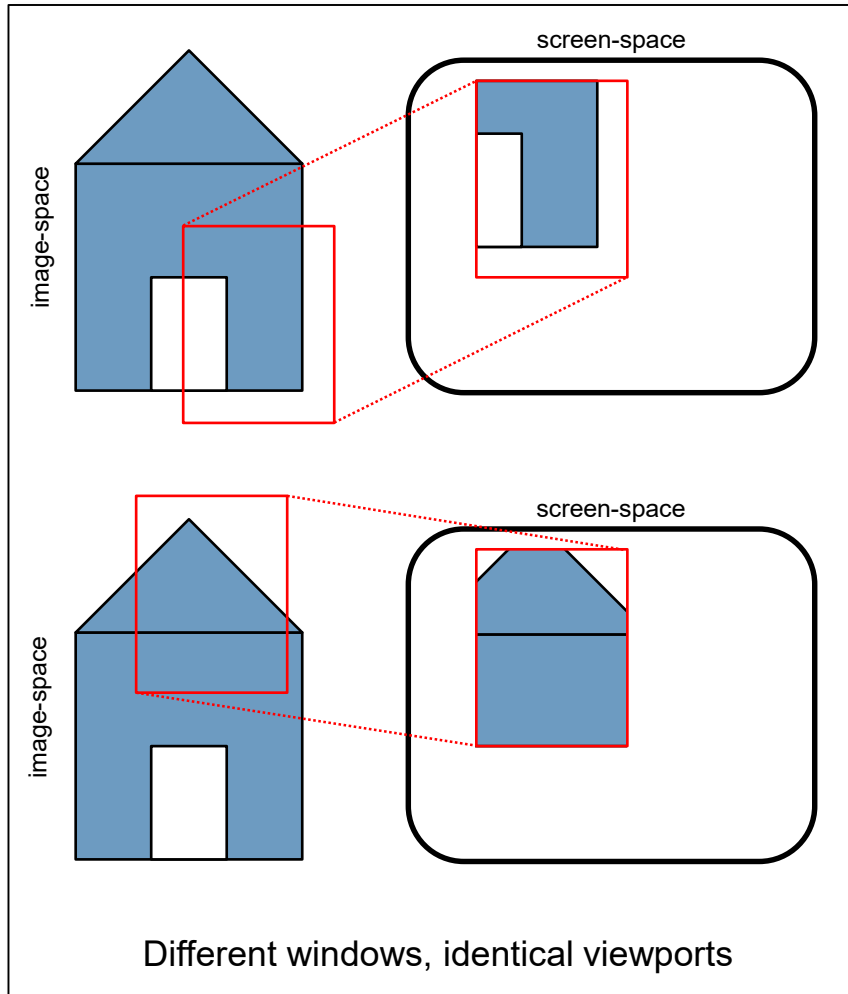 screen-space
image-space
screen-space
image-space
Different windows, identical viewports